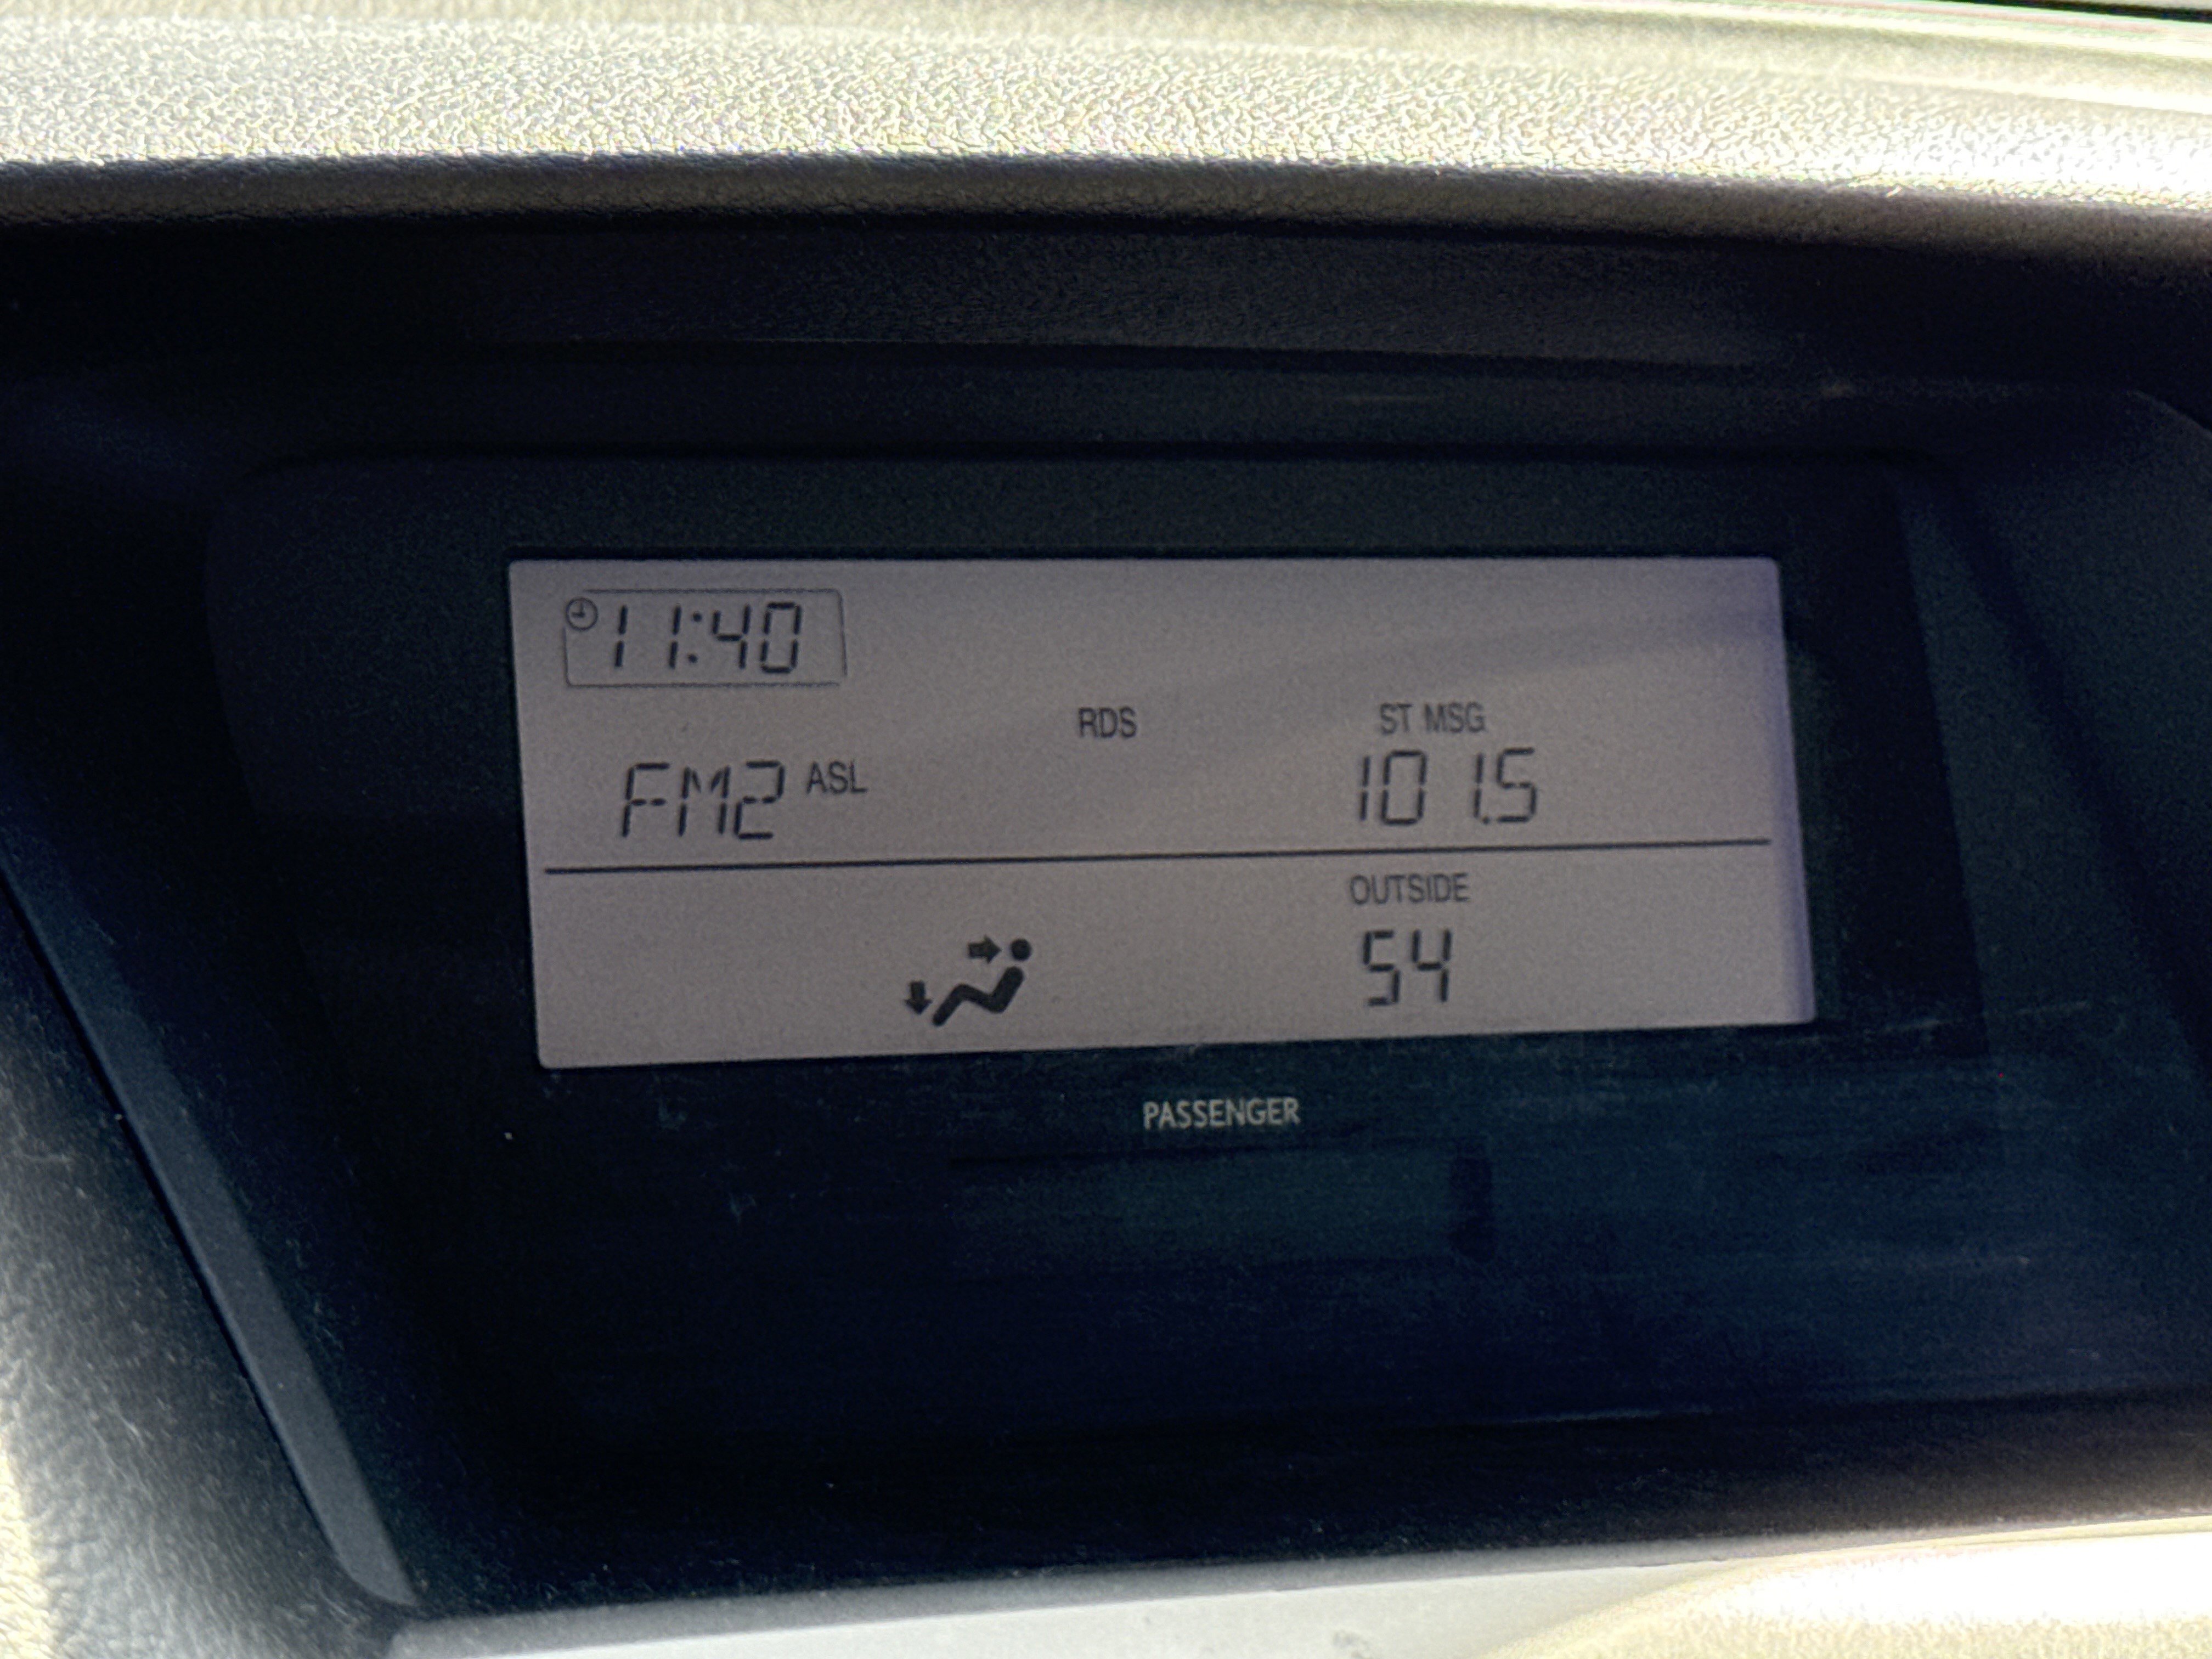 11:40
RDS ST MSG
FM2 ASL 101.5
OUTSIDE
54
PASSENGER